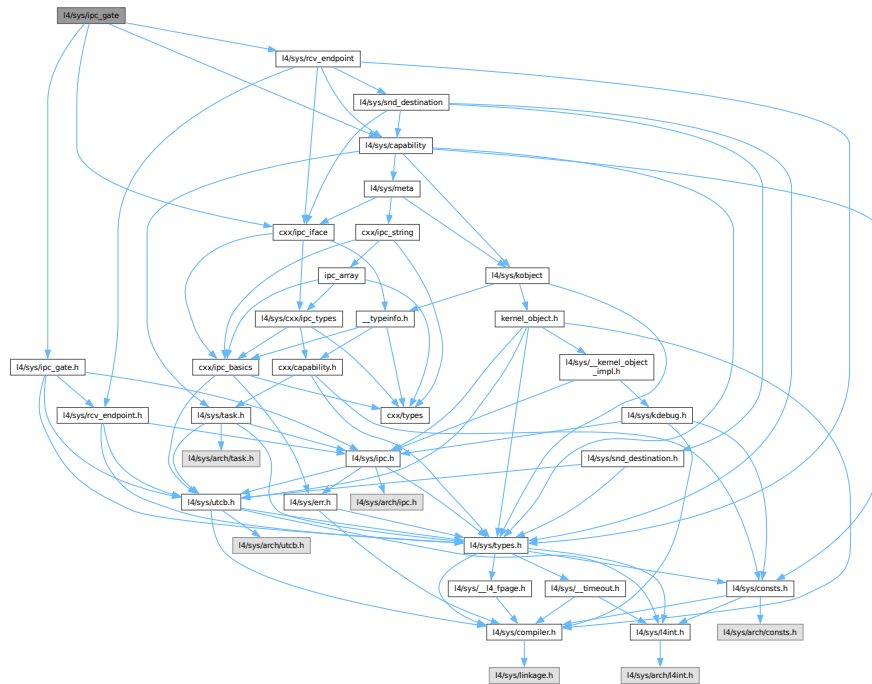 l4/sys/ipc_gate
l4/sys/rcv_endpoint
l4/sys/snd_destination
l4/sys/capability
l4/sys/meta
cxx/ipc_iface
cxx/ipc_string
ipc_array
l4/sys/kobject
l4/sys/cxx/ipc_types
__typeinfo.h
kernel_object.h
l4/sys/ipc_gate.h
cxx/ipc_basics
cxx/capability.h
l4/sys/__kernel_object
_impl.h
l4/sys/rcv_endpoint.h
l4/sys/task.h
cxx/types
l4/sys/kdebug.h
l4/sys/arch/task.h
l4/sys/ipc.h
l4/sys/snd_destination.h
l4/sys/utcb.h
l4/sys/err.h
l4/sys/arch/ipc.h
l4/sys/arch/utcb.h
l4/sys/types.h
l4/sys/__l4_fpage.h
l4/sys/__timeout.h
l4/sys/consts.h
l4/sys/compiler.h
l4/sys/l4int.h
l4/sys/arch/consts.h
l4/sys/linkage.h
l4/sys/arch/l4int.h